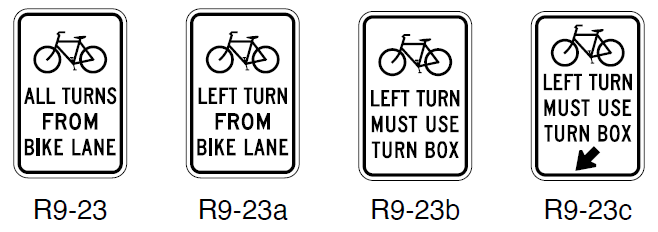 ALL TURNS
FROM
BIKE LANE
R9-23
LEFT TURN
FROM
BIKE LANE
R9-23a
LEFT TURN
MUST USE
TURN BOX
R9-23b
LEFT TURN
MUST USE
TURN BOX
R9-23c